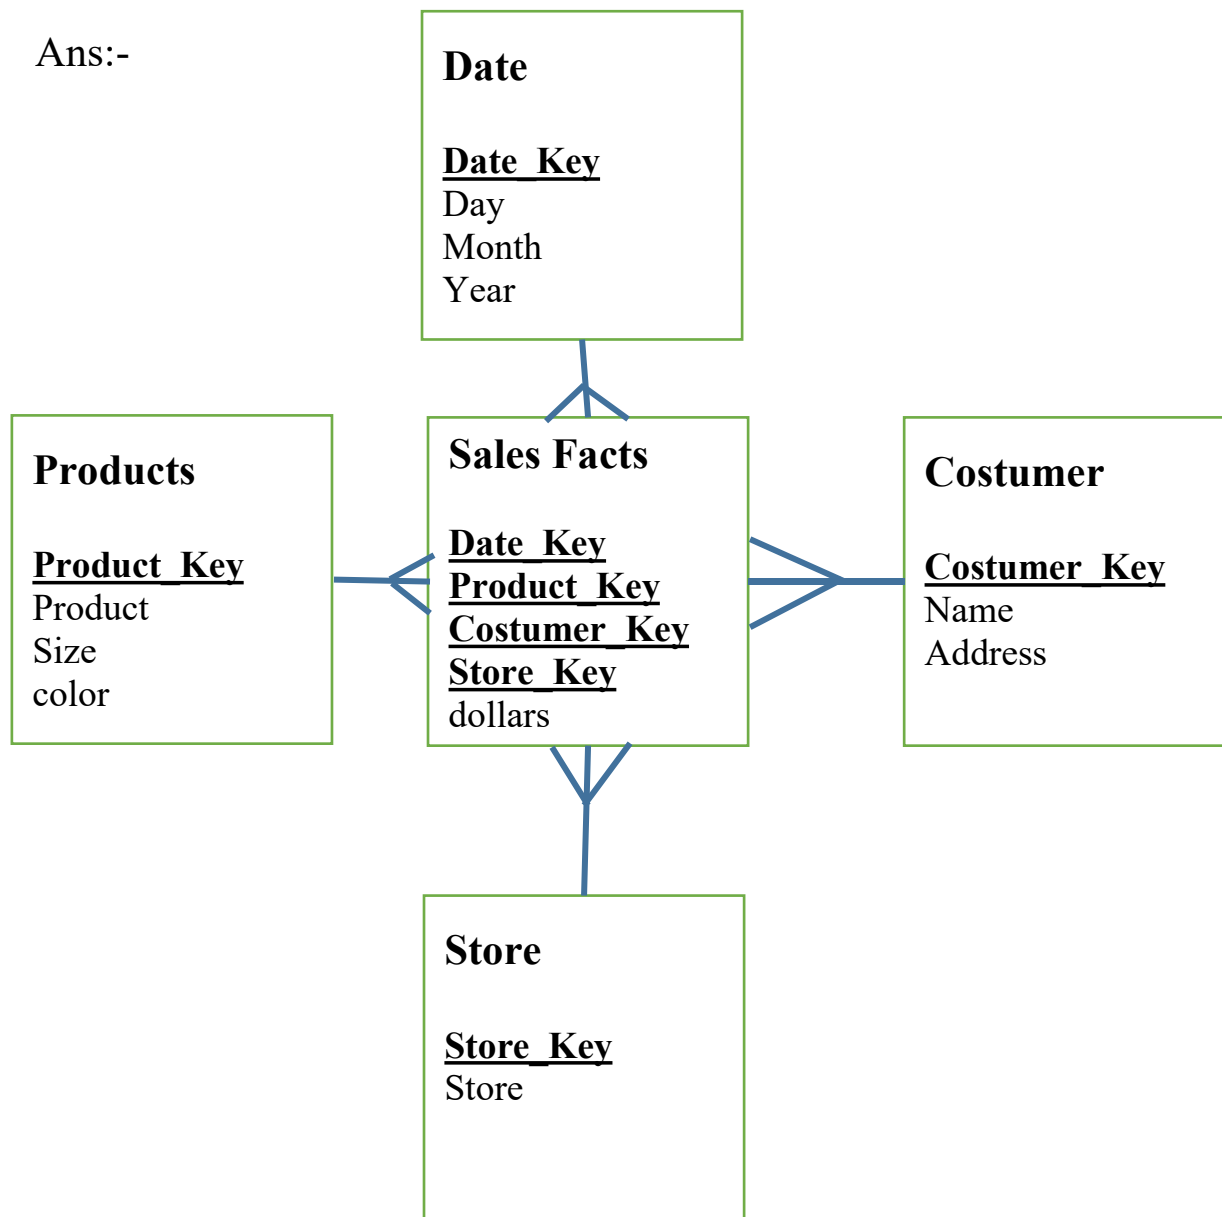 Ans:-
Date
Date_Key
Day
Month
Year
Products
Product_Key
Product
Size
color
Sales Facts
Date_Key
Product_Key
Costumer_Key
Store_Key
dollars
Costumer
Costumer_Key
Name
Address
Store
Store_Key
Store